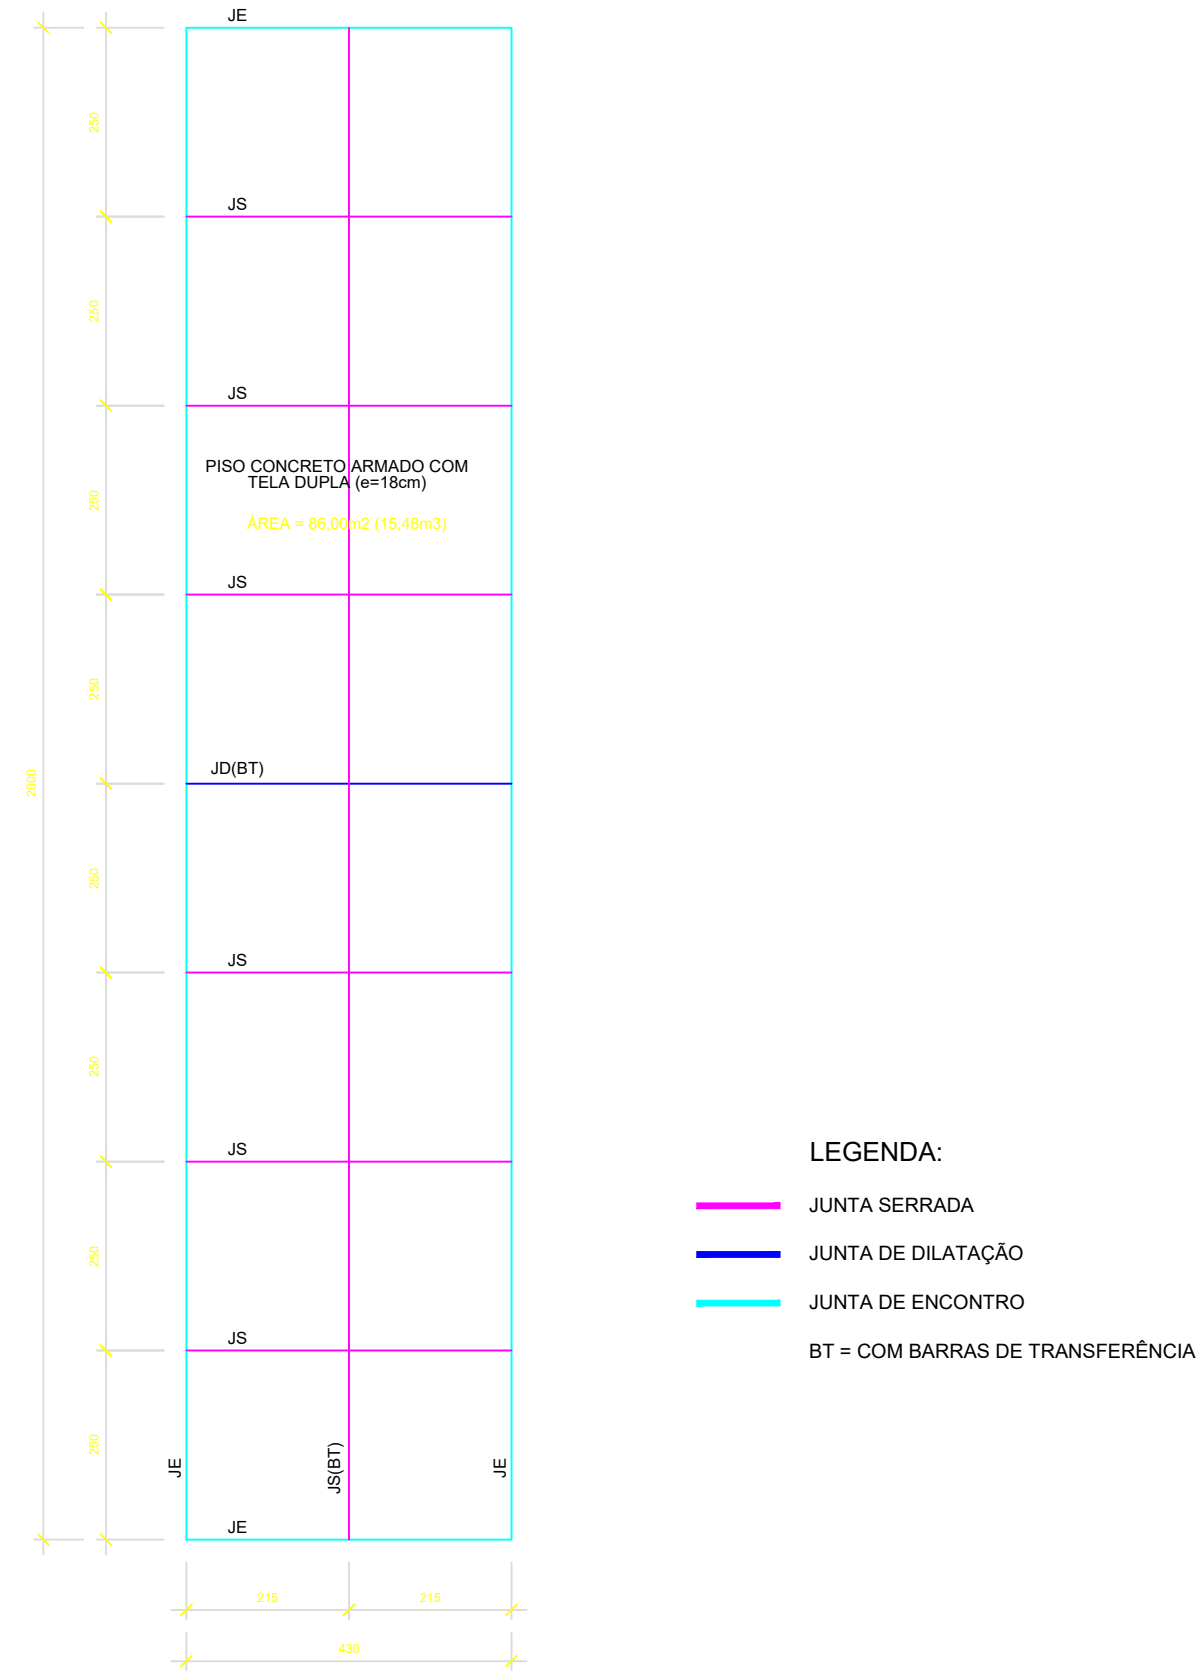 JE
250
JS
250
JS
PISO CONCRETO ARMADO COM
TELA DUPLA (e=18cm)
250
ÁREA = 86,00m2 (15,48m3)
JS
250
JD(BT)
2000
250
JS
250
JS
250
JS
250
JE
JS(BT)
JE
JE
215
215
430
LEGENDA:
JUNTA SERRADA
JUNTA DE DILATAÇÃO
JUNTA DE ENCONTRO
BT = COM BARRAS DE TRANSFERÊNCIA